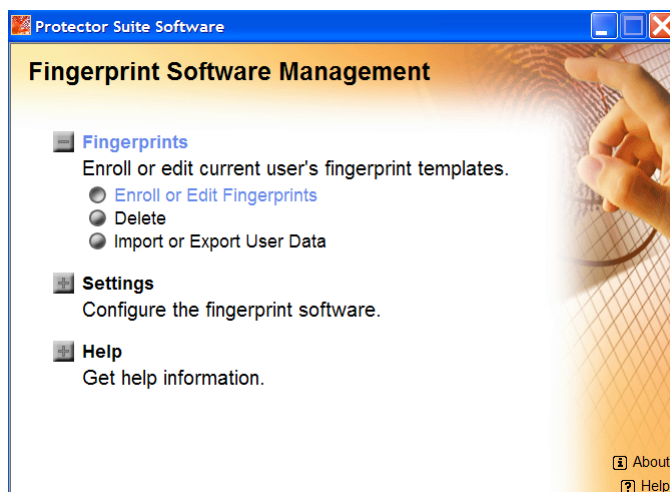 Protector Suite Software
Fingerprint Software Management
Fingerprints
Enroll or edit current user's fingerprint templates.
Enroll or Edit Fingerprints
Delete
Import or Export User Data
Settings
Configure the fingerprint software.
Help
Get help information.
About
Help